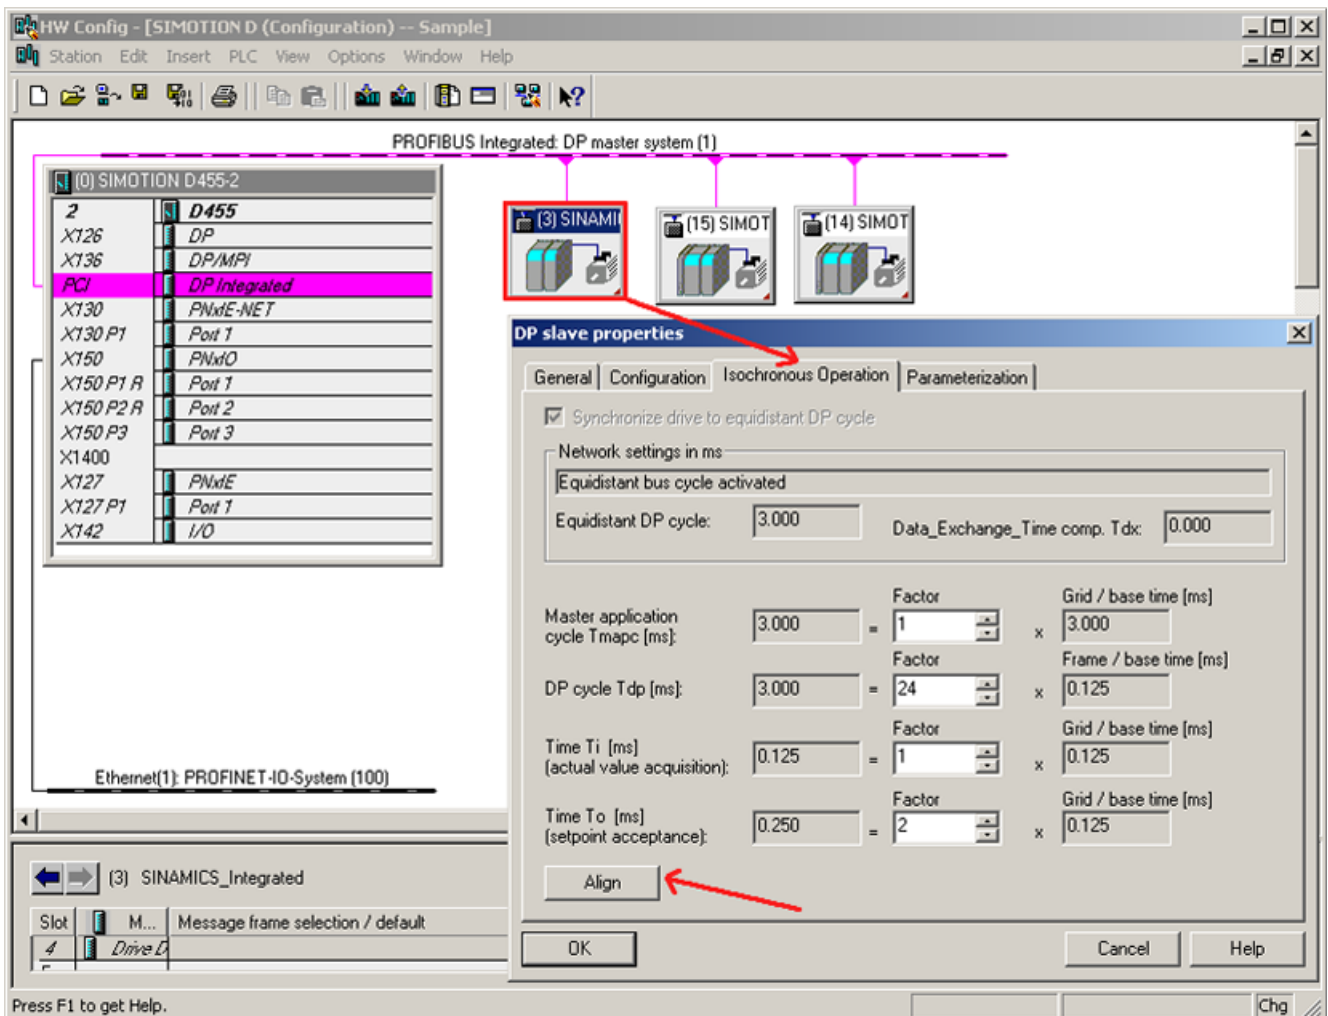 HW Config - [SIMOTION D (Configuration) -- Sample]
Station Edit Insert PLC View Options Window Help
PROFIBUS Integrated: DP master system (1)
(0) SIMOTION D455-2
2 D455
X126 DP
X136 DP/MPI
PCI DP Integrated
X130 PNxIE-NET
X130 P1 Port 1
X150 PNxIO
X150 P1 R Port 1
X150 P2 R Port 2
X150 P3 Port 3
X1400
X127 PNxIE
X127 P1 Port 1
X142 I/O
(3) SINAMI
(15) SIMOT
(14) SIMOT
Ethernet(1): PROFINET-IO-System (100)
DP slave properties
General Configuration Isochronous Operation Parameterization
Synchronize drive to equidistant DP cycle
Network settings in ms
Equidistant bus cycle activated
Equidistant DP cycle: 3.000 Data_Exchange_Time comp. Tdx: 0.000
Factor Grid / base time [ms]
Master application
cycle Tmapc [ms]: 3.000 = 1 x 3.000
Factor Frame / base time [ms]
DP cycle Tdp [ms]: 3.000 = 24 x 0.125
Factor Grid / base time [ms]
Time Ti [ms]
(actual value acquisition): 0.125 = 1 x 0.125
Factor Grid / base time [ms]
Time To [ms]
(setpoint acceptance): 0.250 = 2 x 0.125
Align
OK Cancel Help
(3) SINAMICS_Integrated
Slot M... Message frame selection / default
4 Drive D
Press F1 to get Help.
Chg